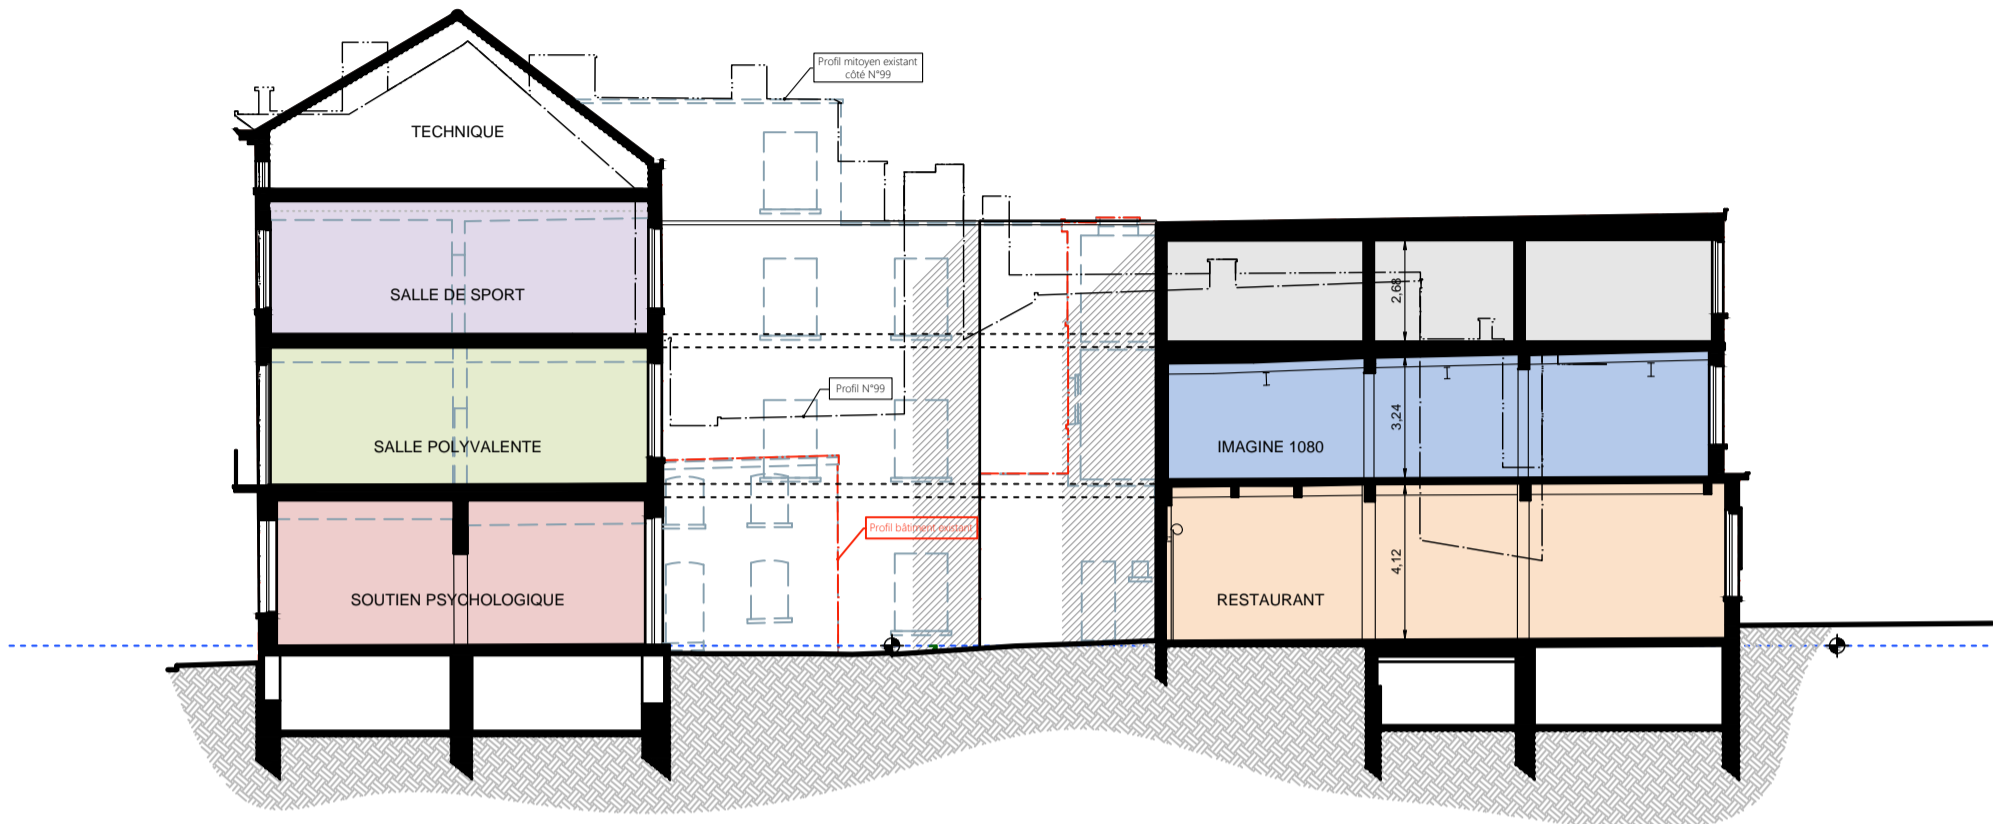 Profil mitoyen existant
côté N°99
TECHNIQUE
SALLE DE SPORT
2,68
Profil N°99
3,24
SALLE POLYVALENTE
IMAGINE 1080
Profil bâtiment existant
4,12
SOUTIEN PSYCHOLOGIQUE
RESTAURANT